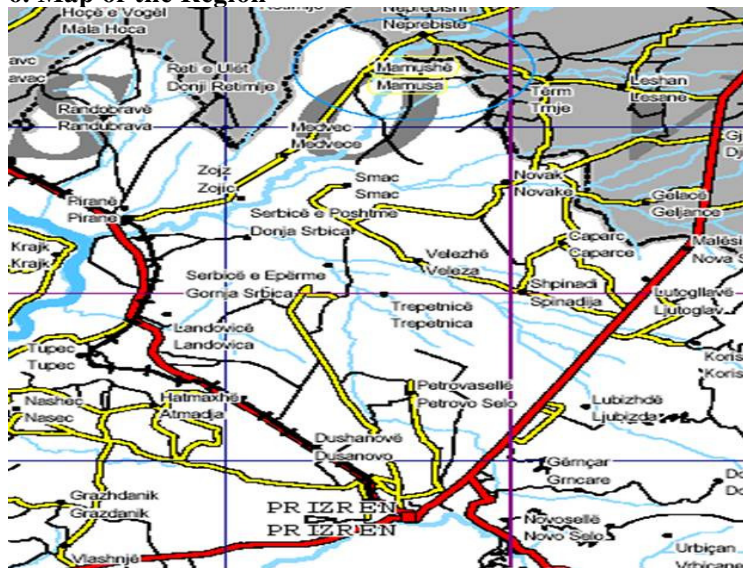 Hoçë e Vogël
Mala Hoca
Neprebisht
Neprebiste
Reti e Ulët
Donji Retimlje
Mamushë
Mamusa
Tërm
Trnje
Leshan
Lesane
Randobravë
Randubrava
Medvec
Medvece
Zojz
Zojic
Smac
Smac
Novak
Novake
Gelacë
Geljance
Piranë
Pirane
Serbicë e Poshtme
Donja Srbica
Krajk
Krajk
Velezhë
Veleza
Caparc
Caparce
Malësi
Nova S
Serbicë e Epërme
Gornja Srbica
Shpinadi
Spinadija
Lutogllavë
Ljutoglav
Trepetnicë
Trepetnica
Landovicë
Landovica
Tupec
Tupec
Koris
Koris
Nashec
Nasec
Hatmaxhë
Atmadja
Petrovasellë
Petrovo Selo
Lubizhdë
Ljubizda
Dushanovë
Dusanovo
Gërnçar
Grncare
Grazhdanik
Grazdanik
PRIZREN
PRIZREN
Novosellë
Novo Selo
Vlashnjë
Urbiçan
Vrbicane